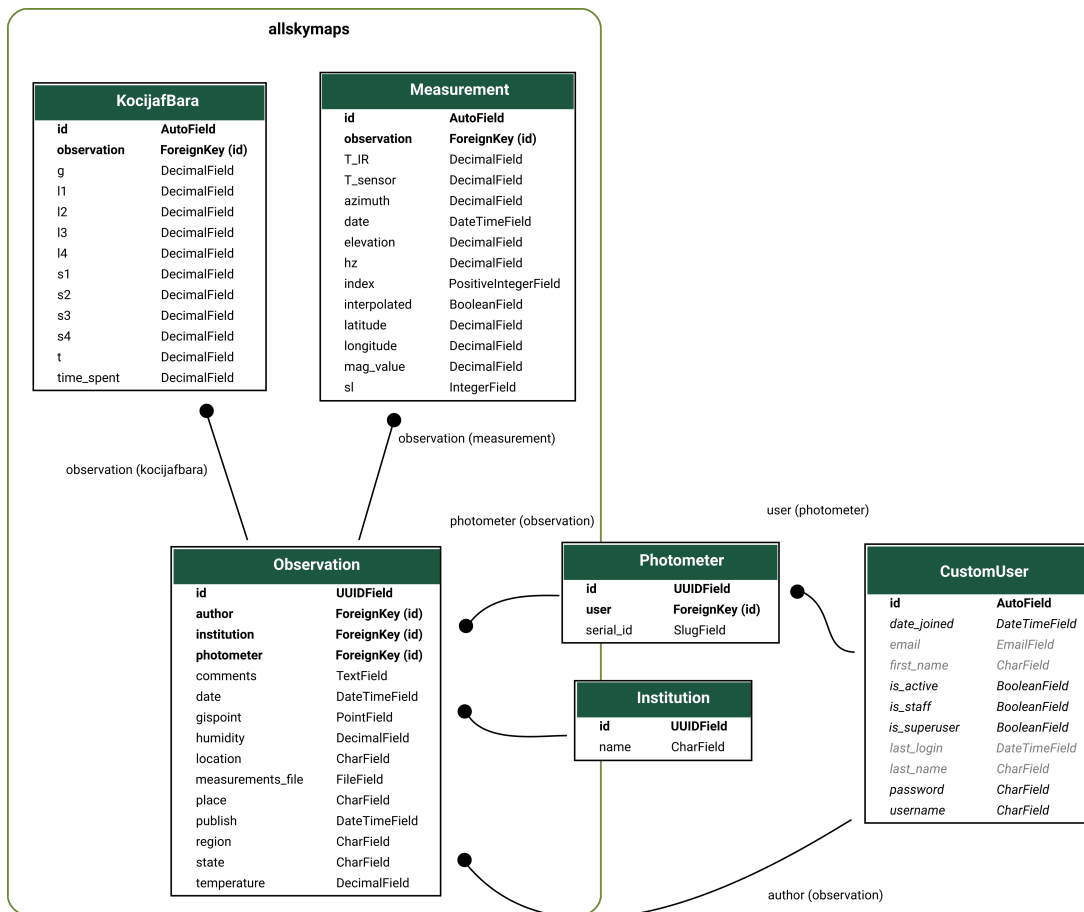 allskymaps
KocijafBara
id AutoField
observation ForeignKey (id)
g DecimalField
l1 DecimalField
l2 DecimalField
l3 DecimalField
l4 DecimalField
s1 DecimalField
s2 DecimalField
s3 DecimalField
s4 DecimalField
t DecimalField
time_spent DecimalField
Measurement
id AutoField
observation ForeignKey (id)
T_IR DecimalField
T_sensor DecimalField
azimuth DecimalField
date DateTimeField
elevation DecimalField
hz DecimalField
index PositiveIntegerField
interpolated BooleanField
latitude DecimalField
longitude DecimalField
mag_value DecimalField
sl IntegerField
observation (measurement)
observation (kocijafbara)
photometer (observation)
user (photometer)
Observation
id UUIDField
author ForeignKey (id)
institution ForeignKey (id)
photometer ForeignKey (id)
comments TextField
date DateTimeField
gispoint PointField
humidity DecimalField
location CharField
measurements_file FileField
place CharField
publish DateTimeField
region CharField
state CharField
temperature DecimalField
Photometer
id UUIDField
user ForeignKey (id)
serial_id SlugField
Institution
id UUIDField
name CharField
CustomUser
id AutoField
date_joined DateTimeField
email EmailField
first_name CharField
is_active BooleanField
is_staff BooleanField
is_superuser BooleanField
last_login DateTimeField
last_name CharField
password CharField
username CharField
author (observation)